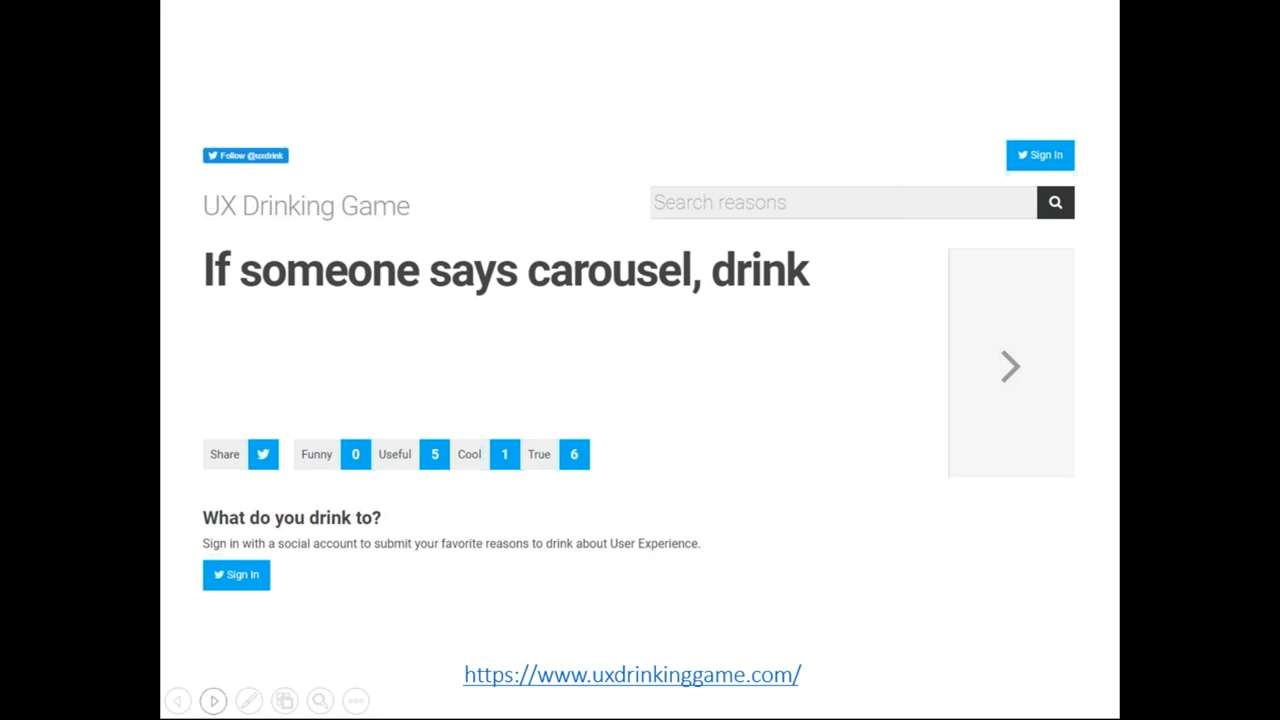 Follow @uxdrink
Sign In
UX Drinking Game
Search reasons
If someone says carousel, drink
Share Funny 0 Useful 5 Cool 1 True 6
What do you drink to?
Sign in with a social account to submit your favorite reasons to drink about User Experience.
Sign In
https://www.uxdrinkinggame.com/